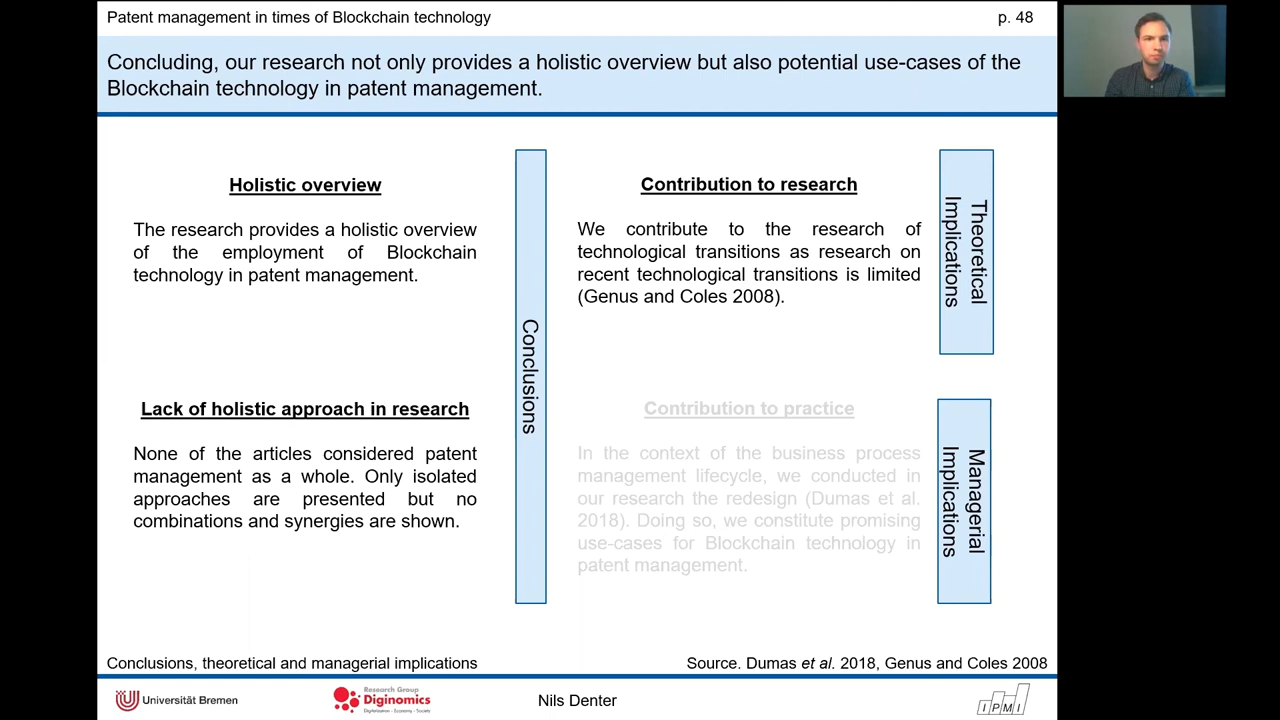 Patent management in times of Blockchain technology
p. 48
Concluding, our research not only provides a holistic overview but also potential use-cases of the
Blockchain technology in patent management.
Holistic overview
The research provides a holistic overview
of the employment of Blockchain
technology in patent management.
Lack of holistic approach in research
None of the articles considered patent
management as a whole. Only isolated
approaches are presented but no
combinations and synergies are shown.
Conclusions
Contribution to research
We contribute to the research of
technological transitions as research on
recent technological transitions is limited
(Genus and Coles 2008).
Theoretical
Implications
Contribution to practice
In the context of the business process
management lifecycle, we conducted in
our research the redesign (Dumas et al.
2018). Doing so, we constitute promising
use-cases for Blockchain technology in
patent management.
Managerial
Implications
Conclusions, theoretical and managerial implications
Source. Dumas et al. 2018, Genus and Coles 2008
Universität Bremen
Research Group
Diginomics
Digitalization - Economy - Society
Nils Denter
IPMI